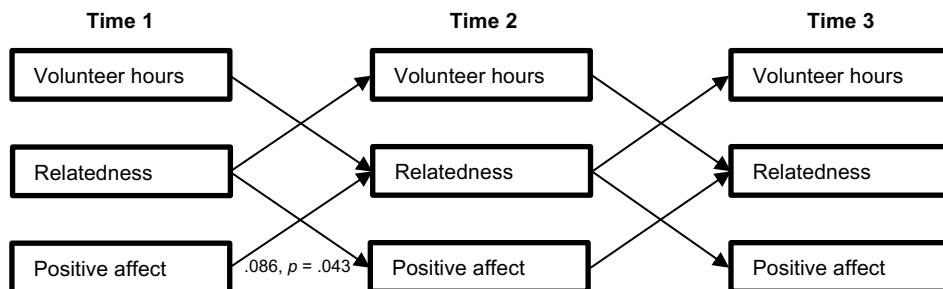 Time 1 Time 2 Time 3
Volunteer hours Volunteer hours Volunteer hours
Relatedness Relatedness Relatedness
Positive affect .086, p = .043 Positive affect Positive affect